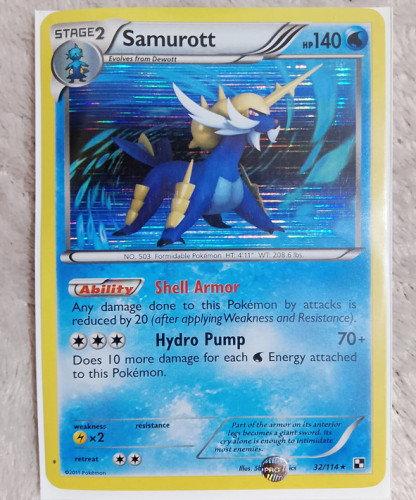 STAGE2 Samurott HP140
Evolves from Dewott
NO. 503 Formidable Pokémon HT. 4'11" WT. 208.6 lbs.
Ability Shell Armor
Any damage done to this Pokémon by attacks is
reduced by 20 (after applying Weakness and Resistance).
Hydro Pump 70+
Does 10 more damage for each Energy attached
to this Pokémon.
weakness resistance
×2
retreat
Part of the armor on its anterior
legs becomes a giant sword. Its
cry alone is enough to intimidate
most enemies.
Illus.
PRO
32/114 ★
©2011 Pokémon